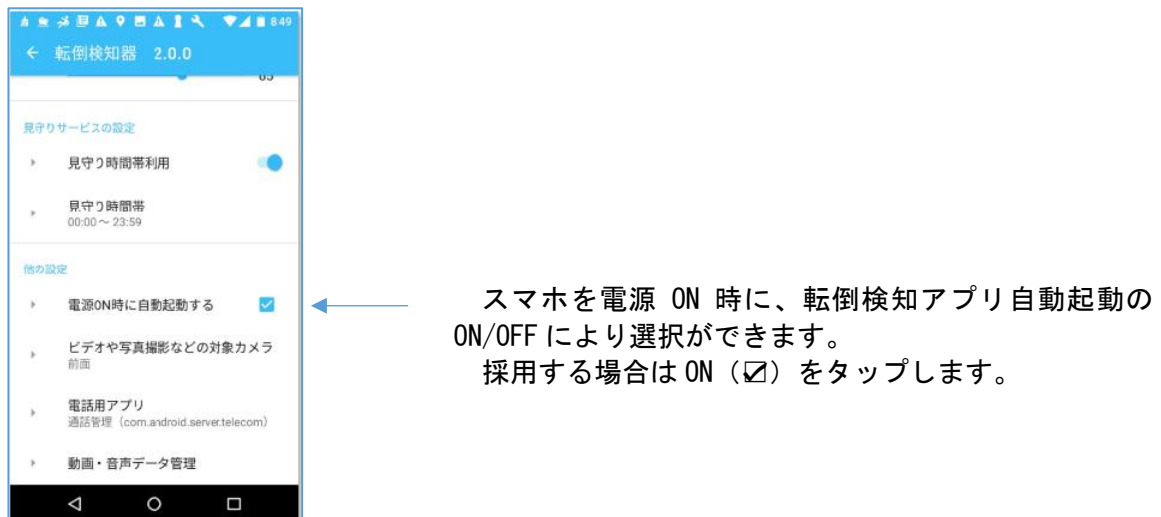 8:49
転倒検知器 2.0.0
見守りサービスの設定
見守り時間帯利用
見守り時間帯
00:00～23:59
他の設定
電源ON時に自動起動する
ビデオや写真撮影などの対象カメラ
前面
電話用アプリ
通話管理（com.android.server.telecom）
動画・音声データ管理
スマホを電源 ON 時に、転倒検知アプリ自動起動の
ON/OFFにより選択ができます。
採用する場合はON（☑）をタップします。